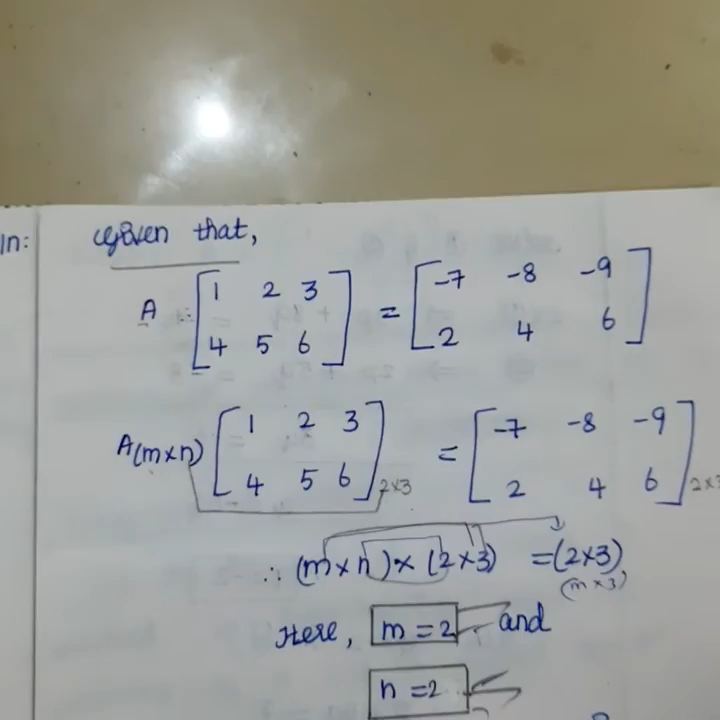 ln: Given that,
A [1 2 3 4 5 6] = [-7 -8 -9 2 4 6]
A(m×n) [1 2 3 4 5 6] 2×3 = [-7 -8 -9 2 4 6] 2×3
∴ (m×n)×(2×3) = (2×3)
(m×3)
Here, m=2 and
n=2